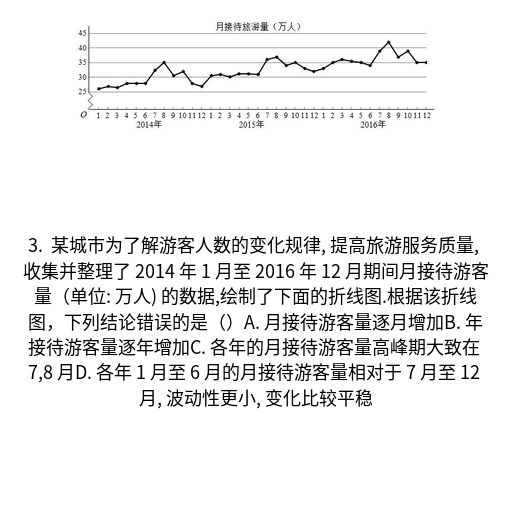 月接待旅游量（万人）
45
40
35
30
25
O 1 2 3 4 5 6 7 8 9 10 11 12 1 2 3 4 5 6 7 8 9 10 11 12 1 2 3 4 5 6 7 8 9 10 11 12
2014年 2015年 2016年
3. 某城市为了解游客人数的变化规律, 提高旅游服务质量,
收集并整理了 2014 年 1 月至 2016 年 12 月期间月接待游客
量（单位: 万人) 的数据,绘制了下面的折线图.根据该折线
图，下列结论错误的是（）A. 月接待游客量逐月增加B. 年
接待游客量逐年增加C. 各年的月接待游客量高峰期大致在
7,8 月D. 各年 1 月至 6 月的月接待游客量相对于 7 月至 12
月, 波动性更小, 变化比较平稳